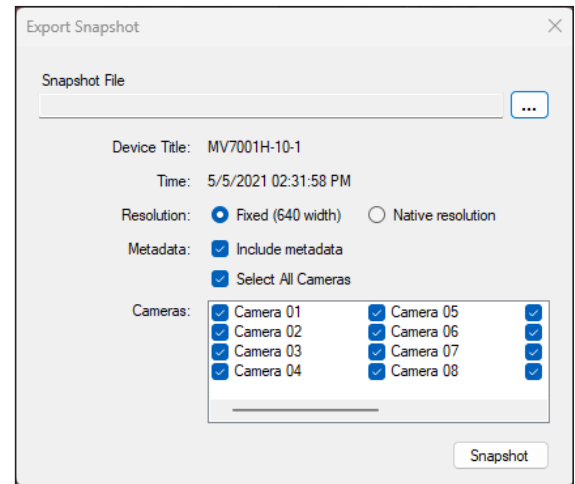 Export Snapshot
Snapshot File
...
Device Title: MV7001H-10-1
Time: 5/5/2021 02:31:58 PM
Resolution: Fixed (640 width) Native resolution
Metadata: Include metadata
Select All Cameras
Cameras: Camera 01 Camera 05
Camera 02 Camera 06
Camera 03 Camera 07
Camera 04 Camera 08
Snapshot